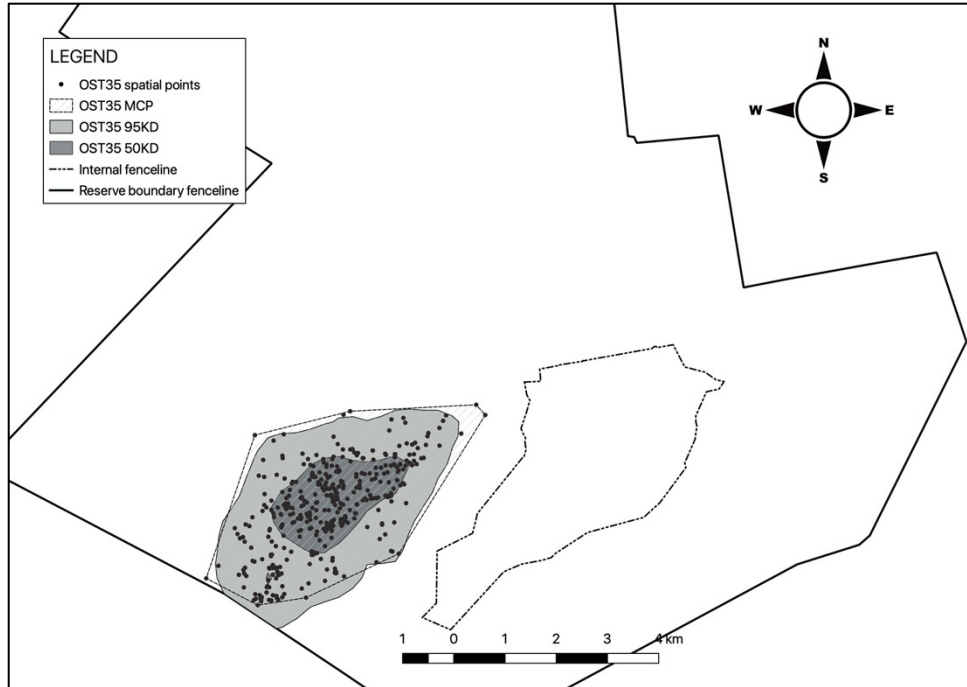 LEGEND
OST35 spatial points
OST35 MCP
OST35 95KD
OST35 50KD
Internal fenceline
Reserve boundary fenceline
N
W E
S
1 0 1 2 3 4 km